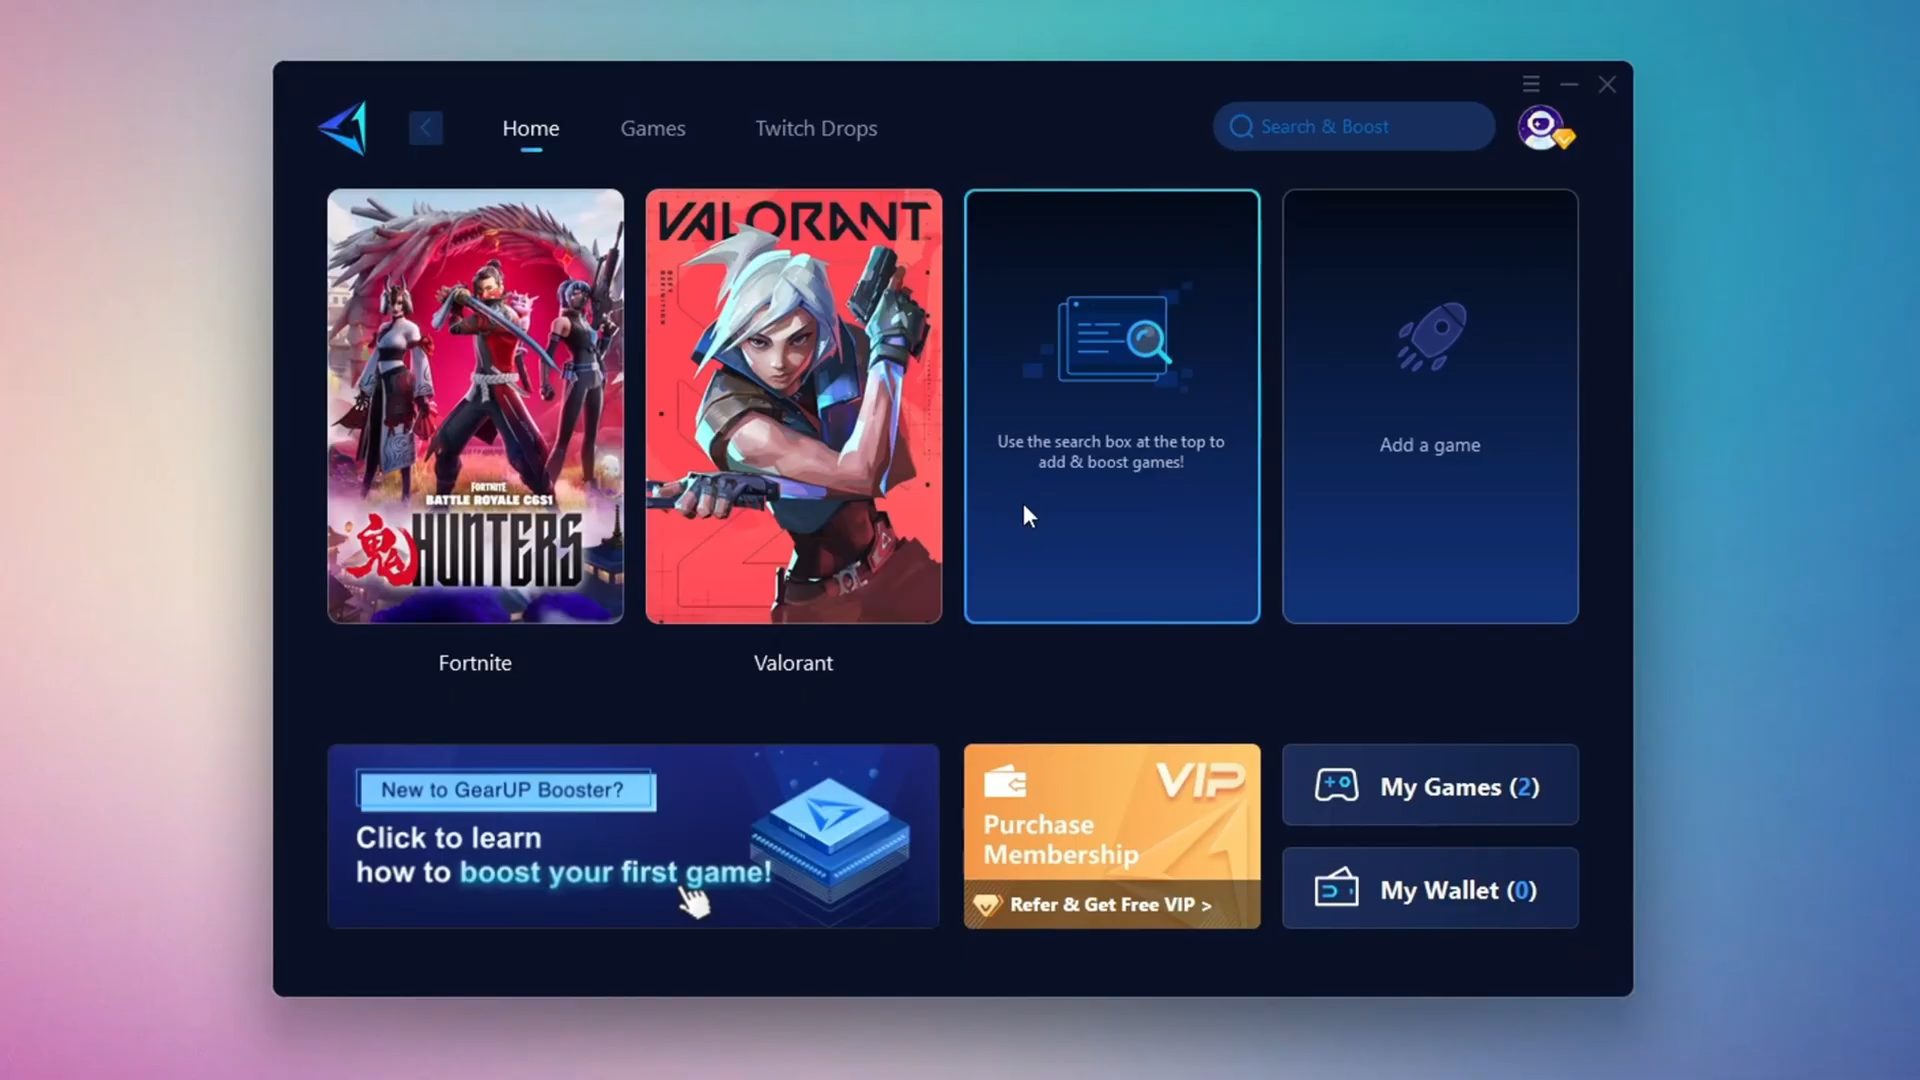 Home
Games
Twitch Drops
Search & Boost
FORTNITE
BATTLE ROYALE C6S1
鬼 HUNTERS
VALORANT
Use the search box at the top to
add & boost games!
Add a game
Fortnite
Valorant
New to GearUP Booster?
Click to learn
how to boost your first game!
VIP
Purchase
Membership
Refer & Get Free VIP >
My Games (2)
My Wallet (0)